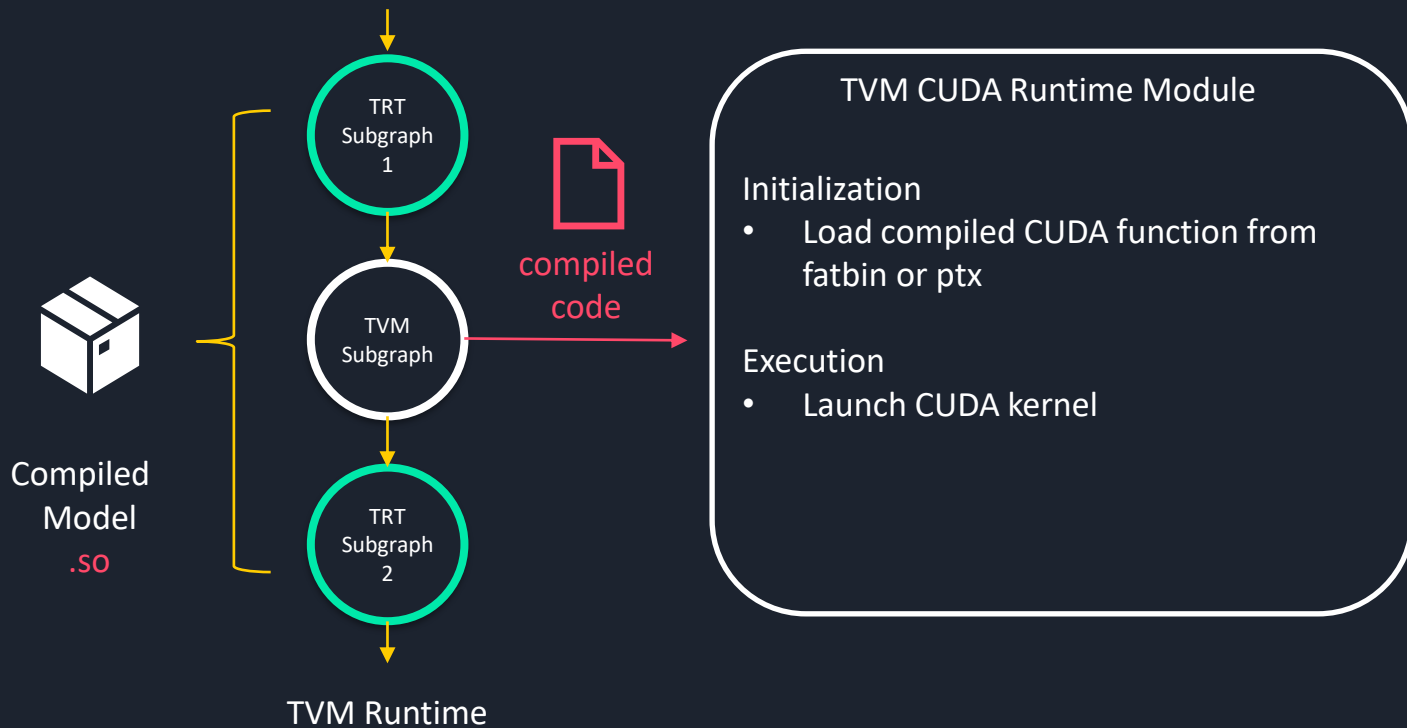 TRT
Subgraph
1
TVM
Subgraph
TRT
Subgraph
2
TVM Runtime
Compiled
Model
.so
compiled
code
TVM CUDA Runtime Module
Initialization
• Load compiled CUDA function from
fatbin or ptx
Execution
• Launch CUDA kernel